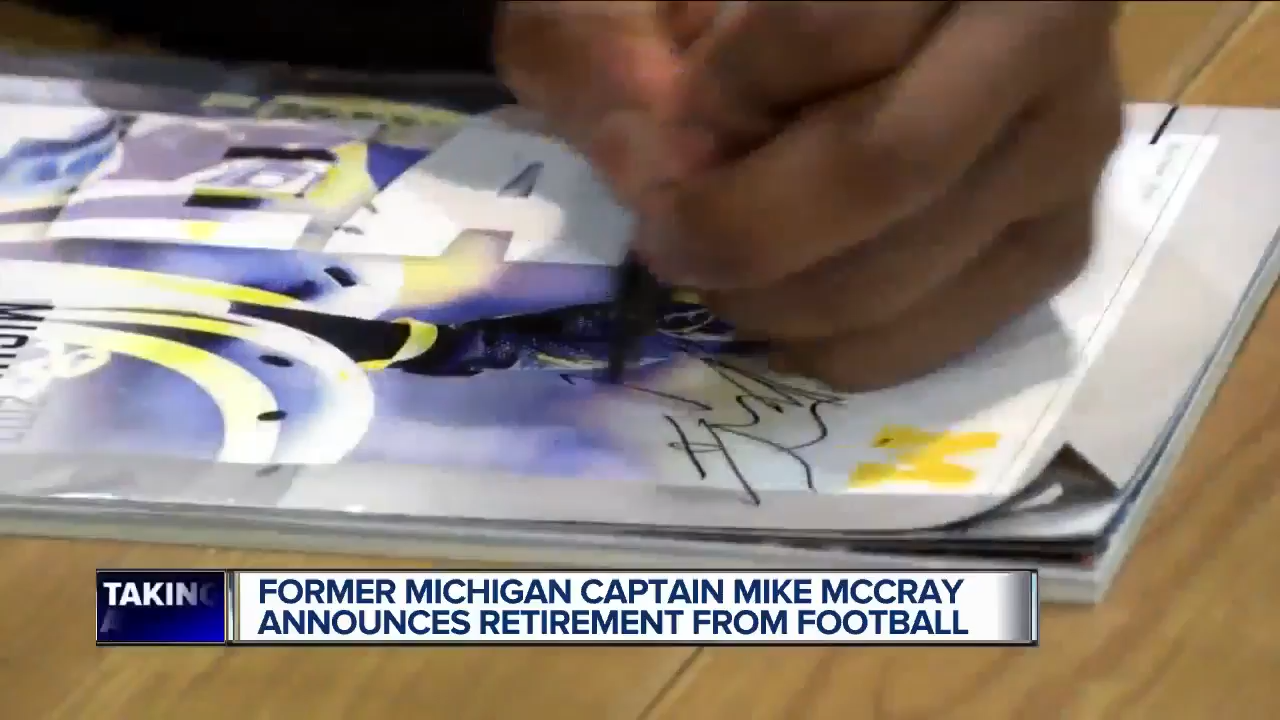 TAKING
FORMER MICHIGAN CAPTAIN MIKE MCCRAY
ANNOUNCES RETIREMENT FROM FOOTBALL